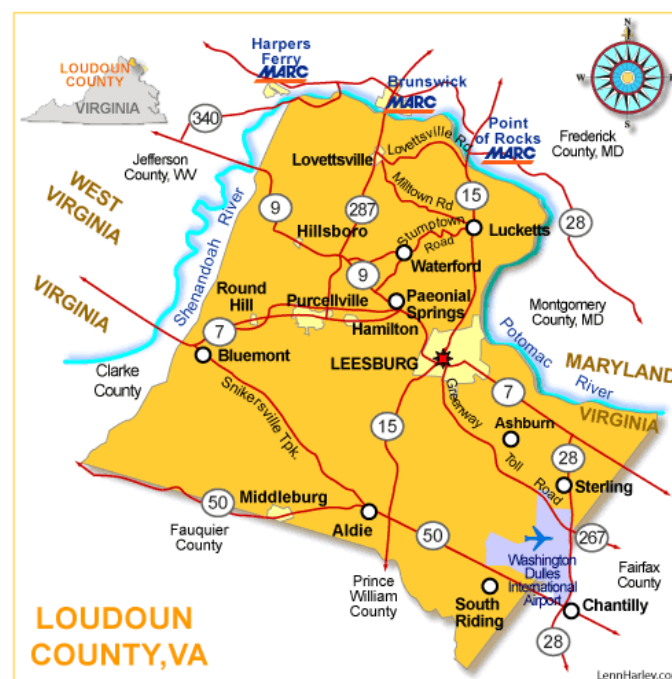 LOUDOUN
COUNTY
VIRGINIA
Harpers
Ferry
MARC
Brunswick
MARC
Point
of Rocks
MARC
N
W
E
S
Frederick
County, MD
340
Jefferson
County, WV
Lovettsville
Lovettsville Rd
Milltown Rd
WEST
VIRGINIA
Shenandoah River
9
287
15
28
Hillsboro
Stumptown
Road
Lucketts
Waterford
9
VIRGINIA
Round
Hill
Purcellville
Paeonial
Springs
Hamilton
Montgomery
County, MD
7
Bluemont
LEESBURG
Potomac
River
MARYLAND
VIRGINIA
Clarke
County
Snikersville Tpk.
Greenway
Toll
Road
7
15
Ashburn
28
Sterling
50
Middleburg
Aldie
50
267
Fauquier
County
Washington
Dulles
International
Airport
Fairfax
County
Prince
William
County
South
Riding
Chantilly
28
LOUDOUN
COUNTY,VA
LennHarley.co